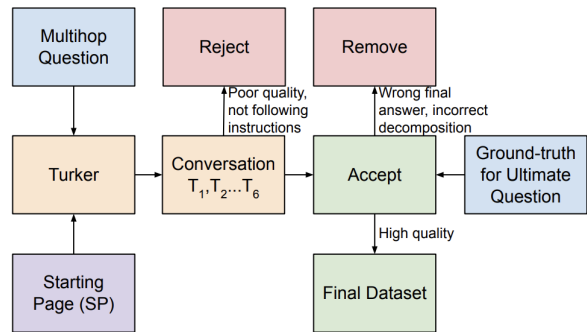 Multihop
Question
Reject
Remove
Poor quality,
not following
instructions
Wrong final
answer, incorrect
decomposition
Turker
Conversation
T1,T2...T6
Accept
Ground-truth
for Ultimate
Question
High quality
Starting
Page (SP)
Final Dataset